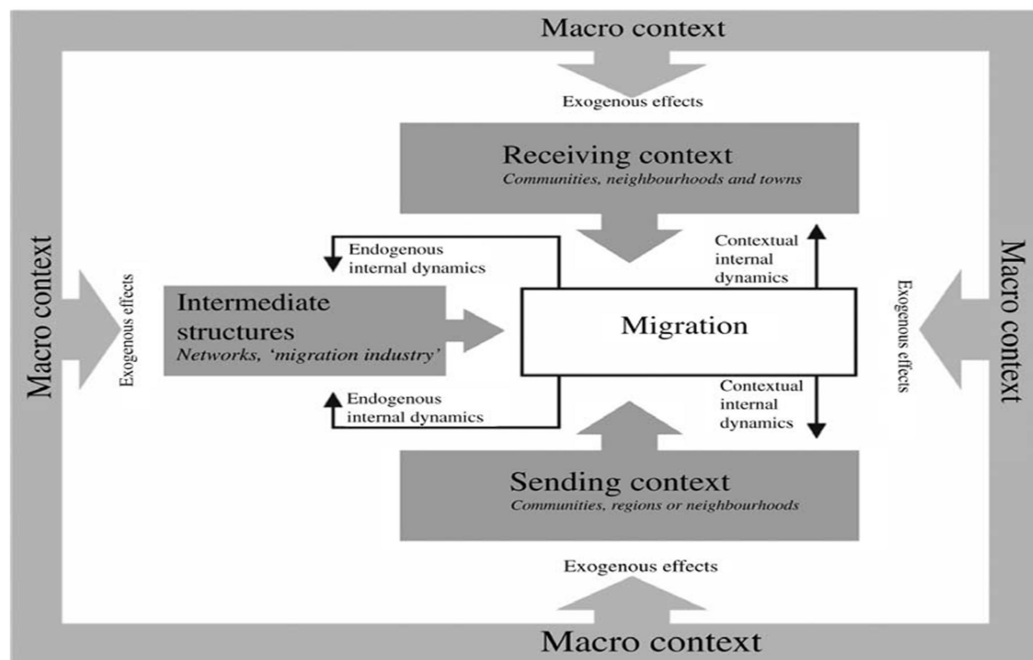 Macro context
Exogenous effects
Receiving context
Communities, neighbourhoods and towns
Endogenous
internal dynamics
Contextual
internal
dynamics
Macro context
Exogenous effects
Intermediate
structures
Networks, ‘migration industry’
Migration
Exogenous effects
Macro context
Endogenous
internal dynamics
Contextual
internal
dynamics
Sending context
Communities, regions or neighbourhoods
Exogenous effects
Macro context